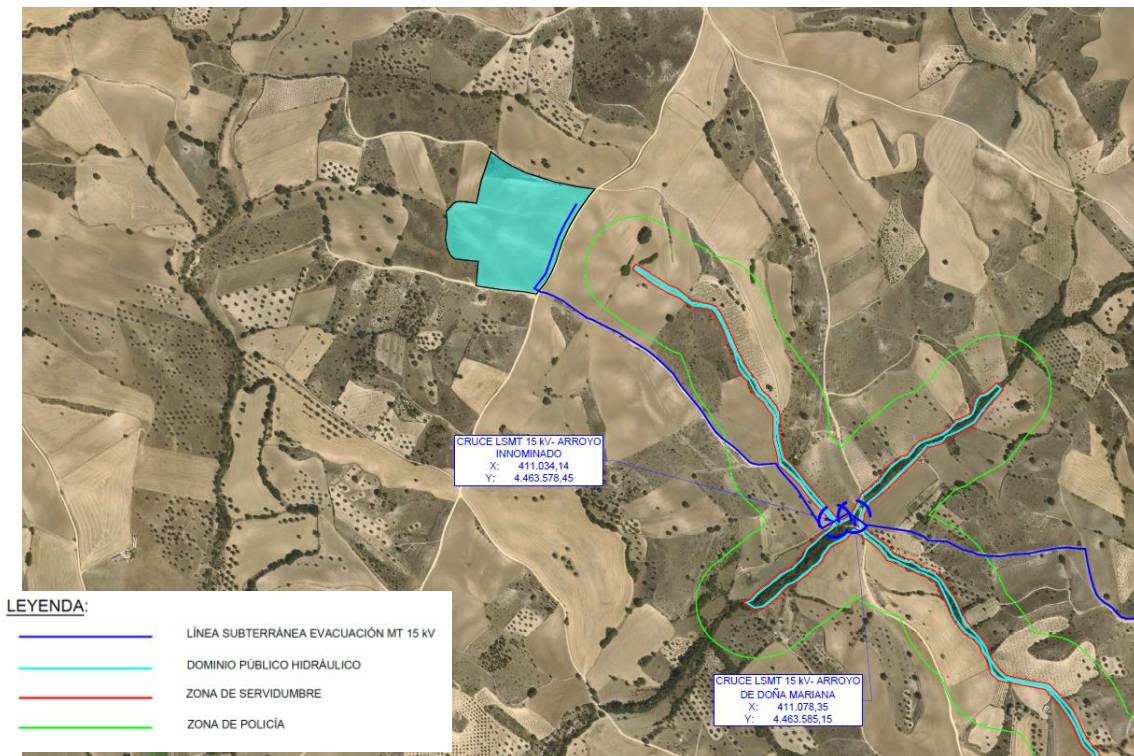 CRUCE LSMT 15 kV- ARROYO
INNOMINADO
X: 411.034,14
Y: 4.463.578,45
CRUCE LSMT 15 kV- ARROYO
DE DOÑA MARIANA
X: 411.078,35
Y: 4.463.585,15
LEYENDA:
LÍNEA SUBTERRÁNEA EVACUACIÓN MT 15 kV
DOMINIO PÚBLICO HIDRÁULICO
ZONA DE SERVIDUMBRE
ZONA DE POLICÍA